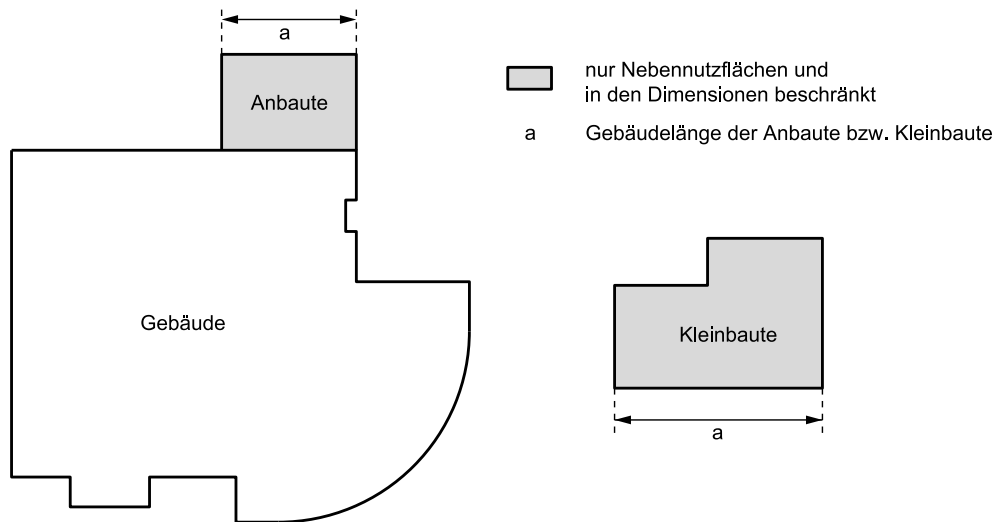 a
Anbaute
nur Nebennutzflächen und
in den Dimensionen beschränkt
a Gebäudelänge der Anbaute bzw. Kleinbaute
Gebäude
Kleinbaute
a